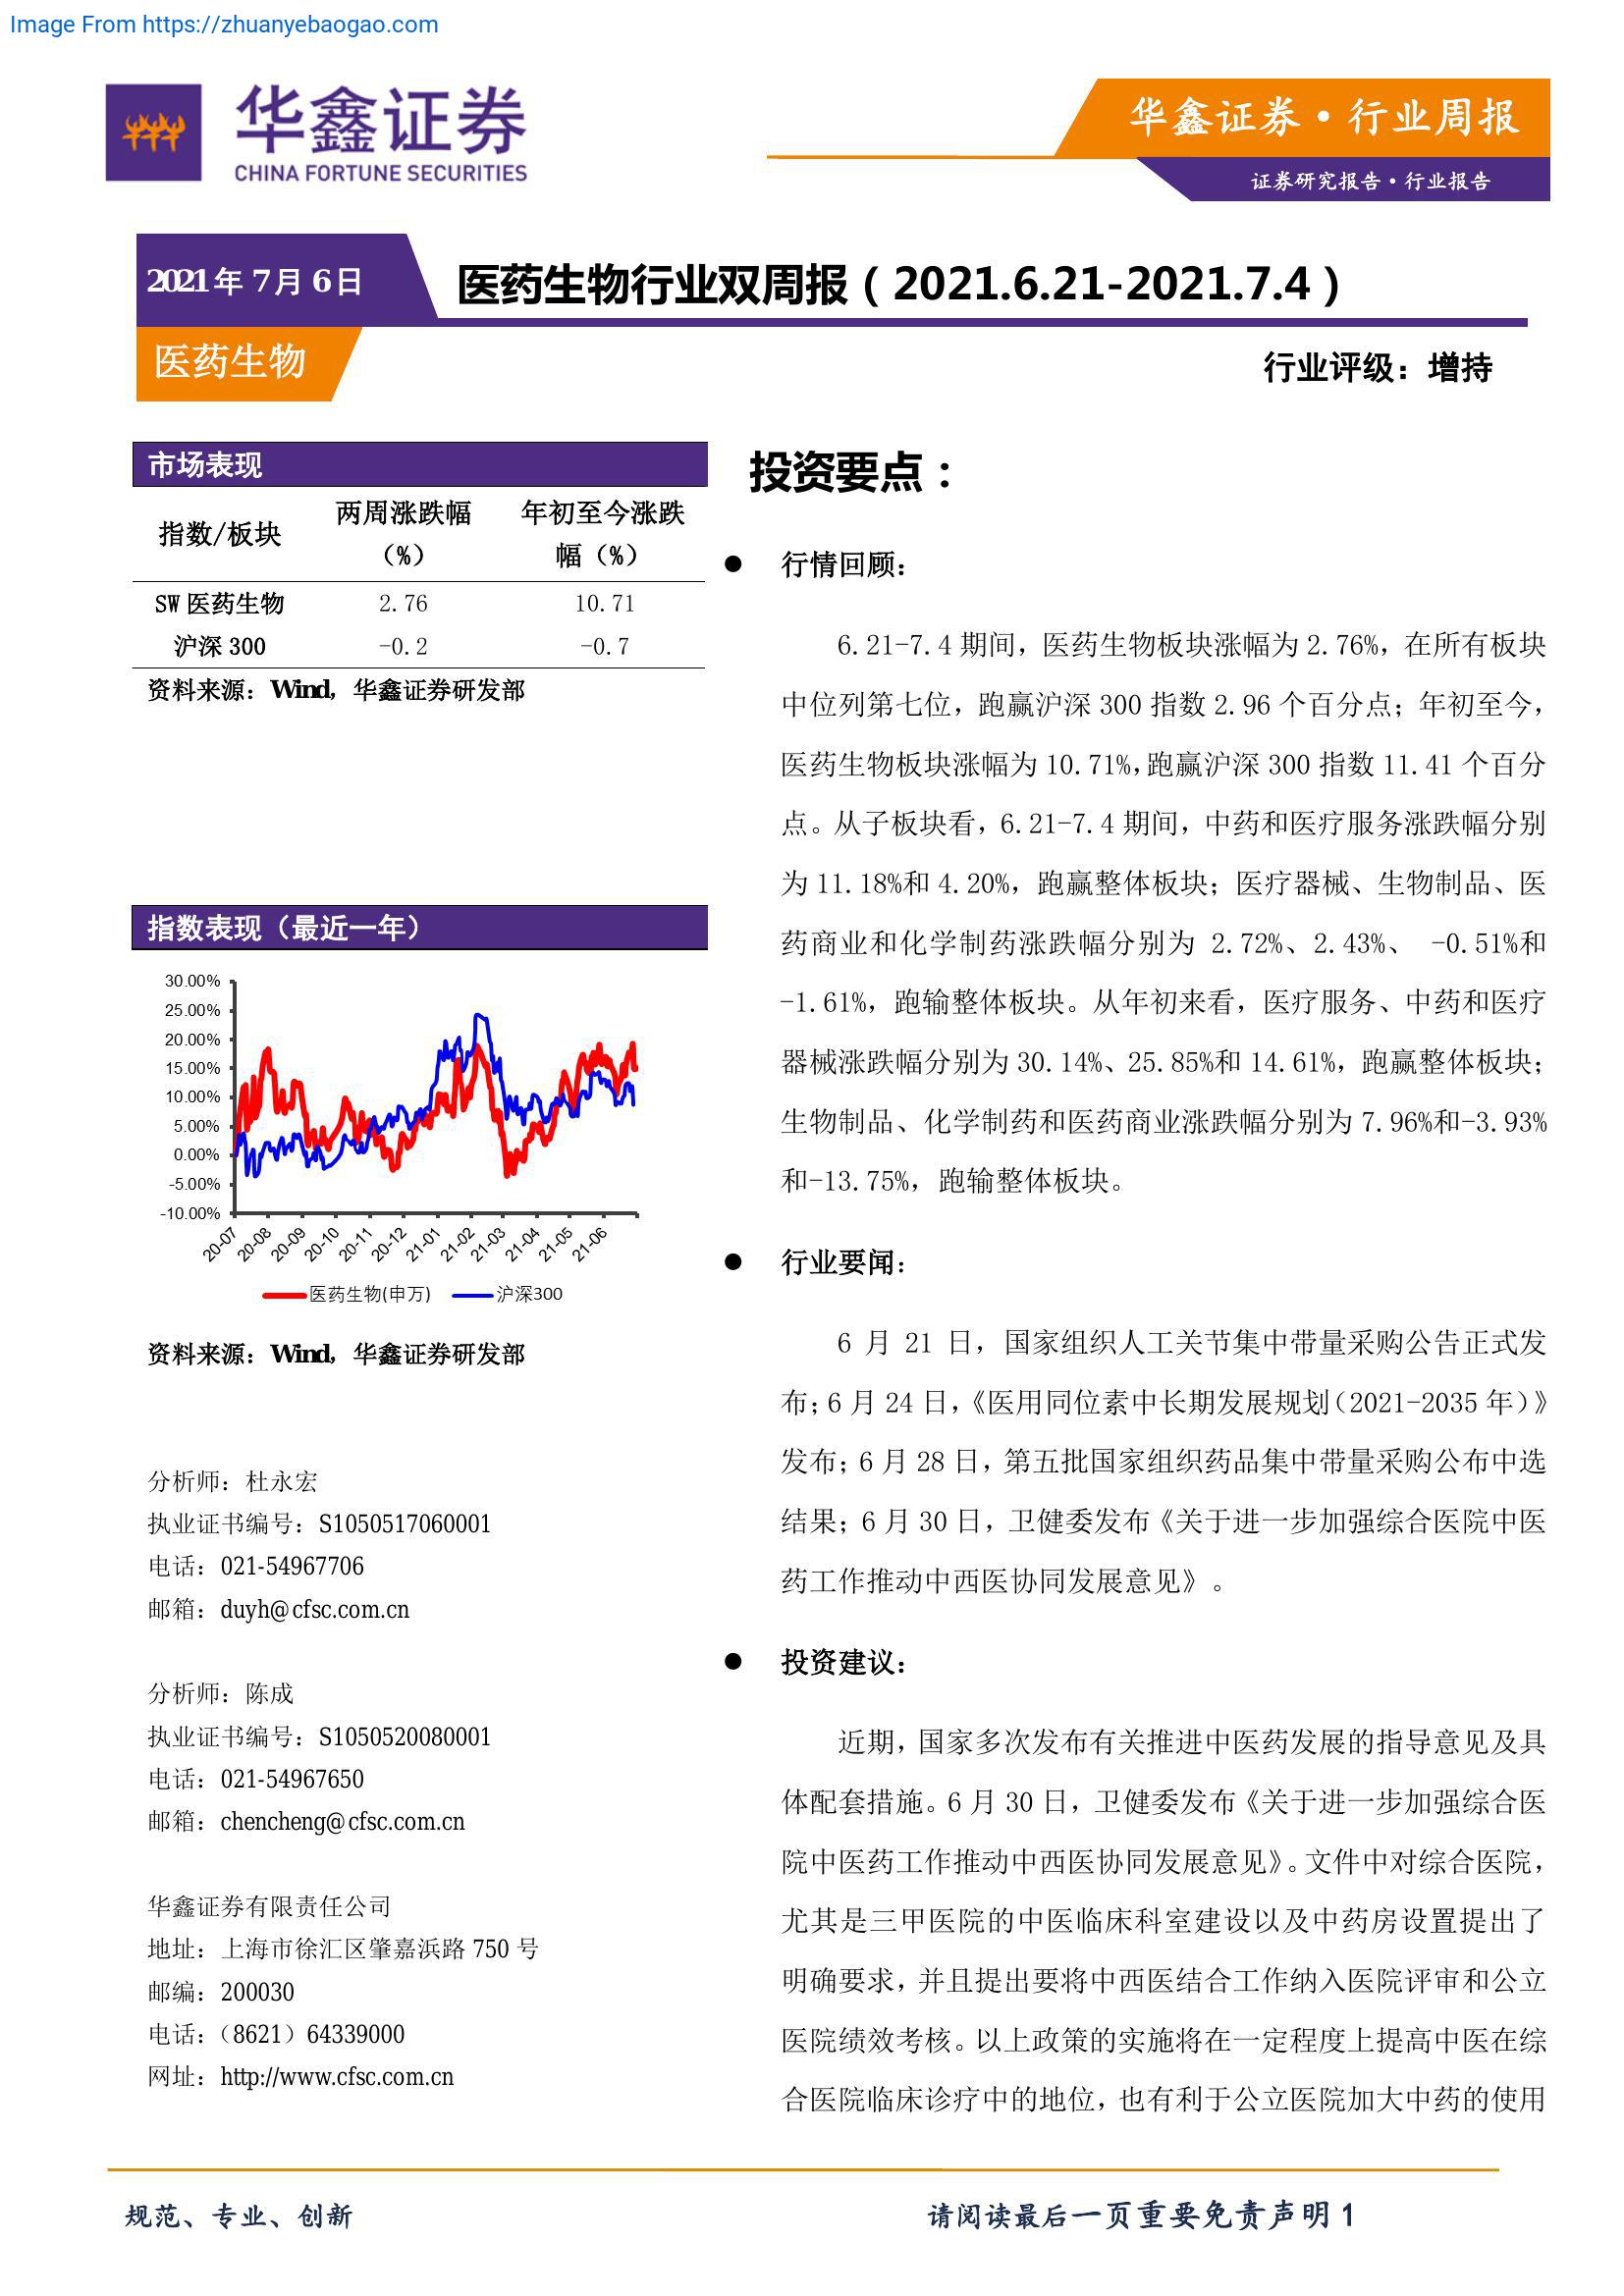 Image From https://zhuanyebaogao.com
华鑫证券
CHINA FORTUNE SECURITIES
华鑫证券·行业周报
证券研究报告·行业报告
2021年7月6日
医药生物行业双周报（2021.6.21-2021.7.4）
医药生物
行业评级：增持
市场表现
指数/板块 两周涨跌幅（%） 年初至今涨跌幅（%）
SW 医药生物 2.76 10.71
沪深 300 -0.2 -0.7
资料来源：Wind，华鑫证券研发部
指数表现（最近一年）
30.00%
25.00%
20.00%
15.00%
10.00%
5.00%
0.00%
-5.00%
-10.00%
20-07 20-08 20-09 20-10 20-11 20-12 21-01 21-02 21-03 21-04 21-05 21-06
医药生物(申万) 沪深300
资料来源：Wind，华鑫证券研发部
分析师：杜永宏
执业证书编号：S1050517060001
电话：021-54967706
邮箱：duyh@cfsc.com.cn
分析师：陈成
执业证书编号：S1050520080001
电话：021-54967650
邮箱：chencheng@cfsc.com.cn
华鑫证券有限责任公司
地址：上海市徐汇区肇嘉浜路 750 号
邮编：200030
电话：（8621）64339000
网址：http://www.cfsc.com.cn
投资要点：
● 行情回顾：
6.21-7.4 期间，医药生物板块涨幅为 2.76%，在所有板块
中位列第七位，跑赢沪深 300 指数 2.96 个百分点；年初至今，
医药生物板块涨幅为 10.71%，跑赢沪深 300 指数 11.41 个百分
点。从子板块看，6.21-7.4 期间，中药和医疗服务涨跌幅分别
为 11.18%和 4.20%，跑赢整体板块；医疗器械、生物制品、医
药商业和化学制药涨跌幅分别为 2.72%、2.43%、 -0.51%和
-1.61%，跑输整体板块。从年初来看，医疗服务、中药和医疗
器械涨跌幅分别为 30.14%、25.85%和 14.61%，跑赢整体板块；
生物制品、化学制药和医药商业涨跌幅分别为 7.96%和-3.93%
和-13.75%，跑输整体板块。
● 行业要闻：
6 月 21 日，国家组织人工关节集中带量采购公告正式发
布；6 月 24 日，《医用同位素中长期发展规划（2021-2035 年）》
发布；6 月 28 日，第五批国家组织药品集中带量采购公布中选
结果；6 月 30 日，卫健委发布《关于进一步加强综合医院中医
药工作推动中西医协同发展意见》。
● 投资建议：
近期，国家多次发布有关推进中医药发展的指导意见及具
体配套措施。6 月 30 日，卫健委发布《关于进一步加强综合医
院中医药工作推动中西医协同发展意见》。文件中对综合医院，
尤其是三甲医院的中医临床科室建设以及中药房设置提出了
明确要求，并且提出要将中西医结合工作纳入医院评审和公立
医院绩效考核。以上政策的实施将在一定程度上提高中医在综
合医院临床诊疗中的地位，也有利于公立医院加大中药的使用
规范、专业、创新
请阅读最后一页重要免责声明 1